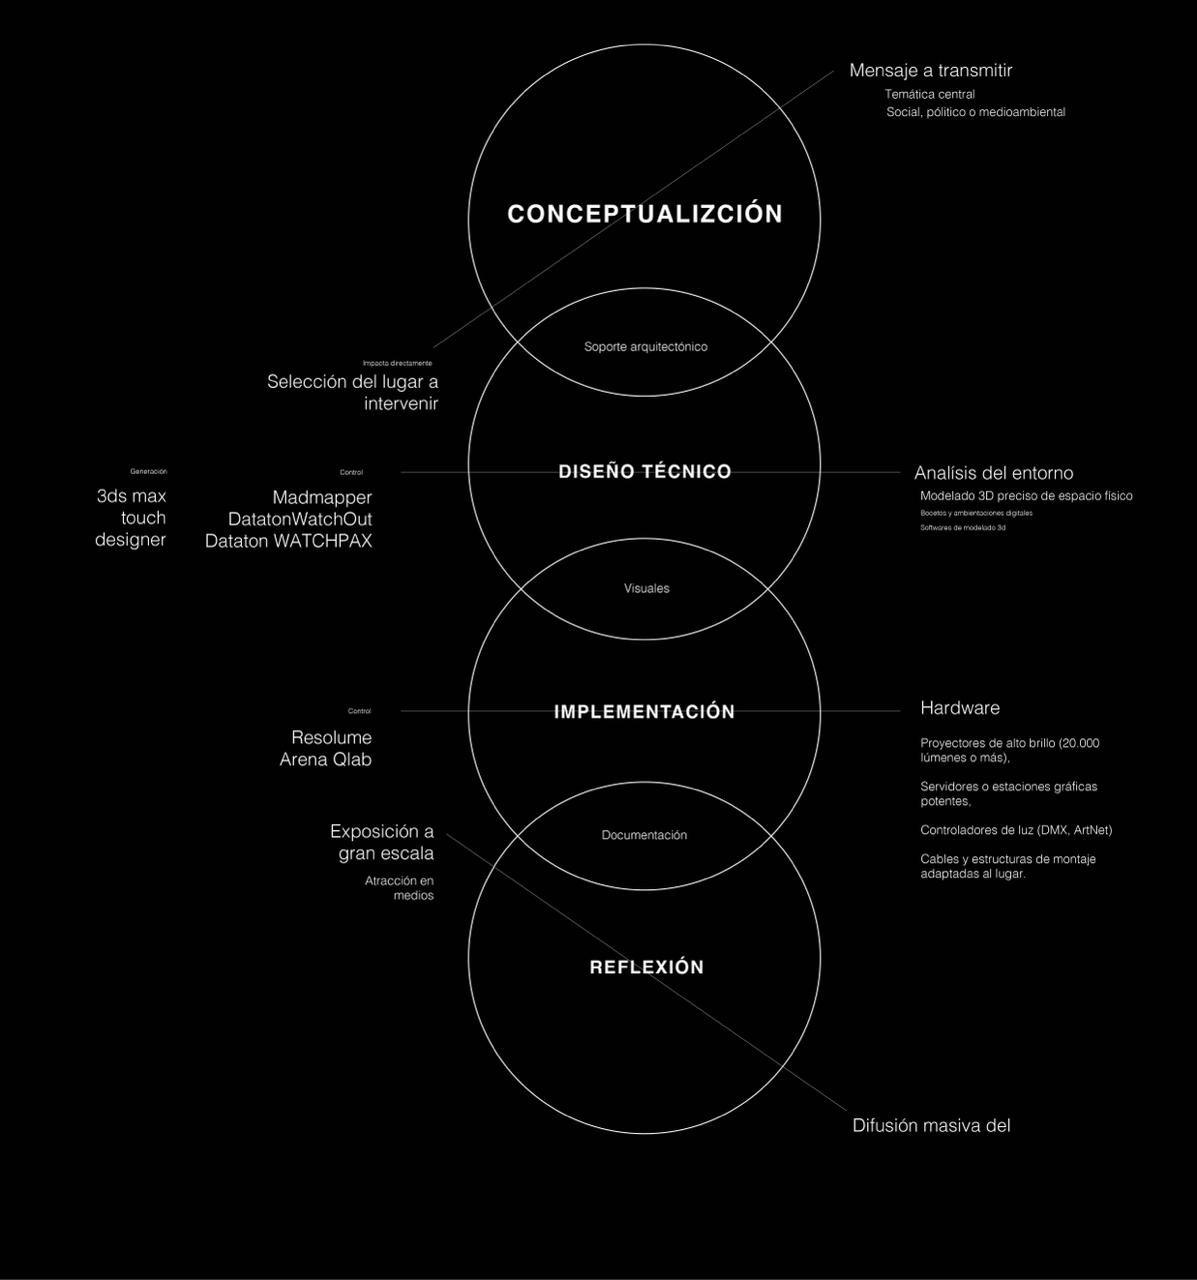 Mensaje a transmitir
Temática central
Social, pólitico o medioambiental
CONCEPTUALIZCIÓN
Soporte arquitectónico
Impacta directamente
Selección del lugar a
intervenir
Generación
3ds max
touch
designer
Control
Madmapper
DatatonWatchOut
Dataton WATCHPAX
DISEÑO TÉCNICO
Analísis del entorno
Modelado 3D preciso de espacio físico
Bocetos y ambientaciones digitales
Softwares de modelado 3d
Visuales
Control
Resolume
Arena Qlab
IMPLEMENTACIÓN
Hardware
Proyectores de alto brillo (20.000
lúmenes o más),
Servidores o estaciones gráficas
potentes,
Controladores de luz (DMX, ArtNet)
Cables y estructuras de montaje
adaptadas al lugar.
Documentación
Exposición a
gran escala
Atracción en
medios
REFLEXIÓN
Difusión masiva del